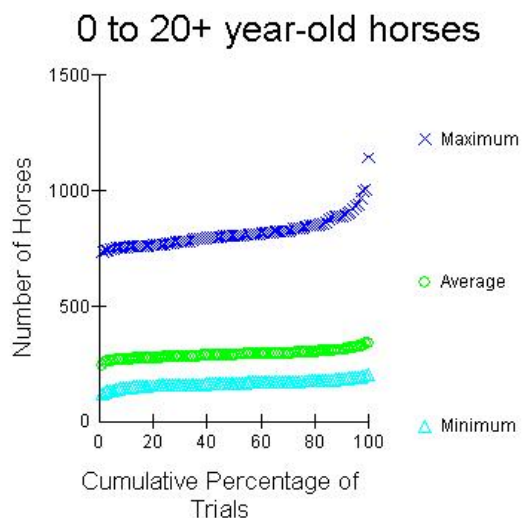 0 to 20+ year-old horses
1500
1000
500
0
Number of Horses
0 20 40 60 80 100
Cumulative Percentage of
Trials
Maximum
Average
Minimum